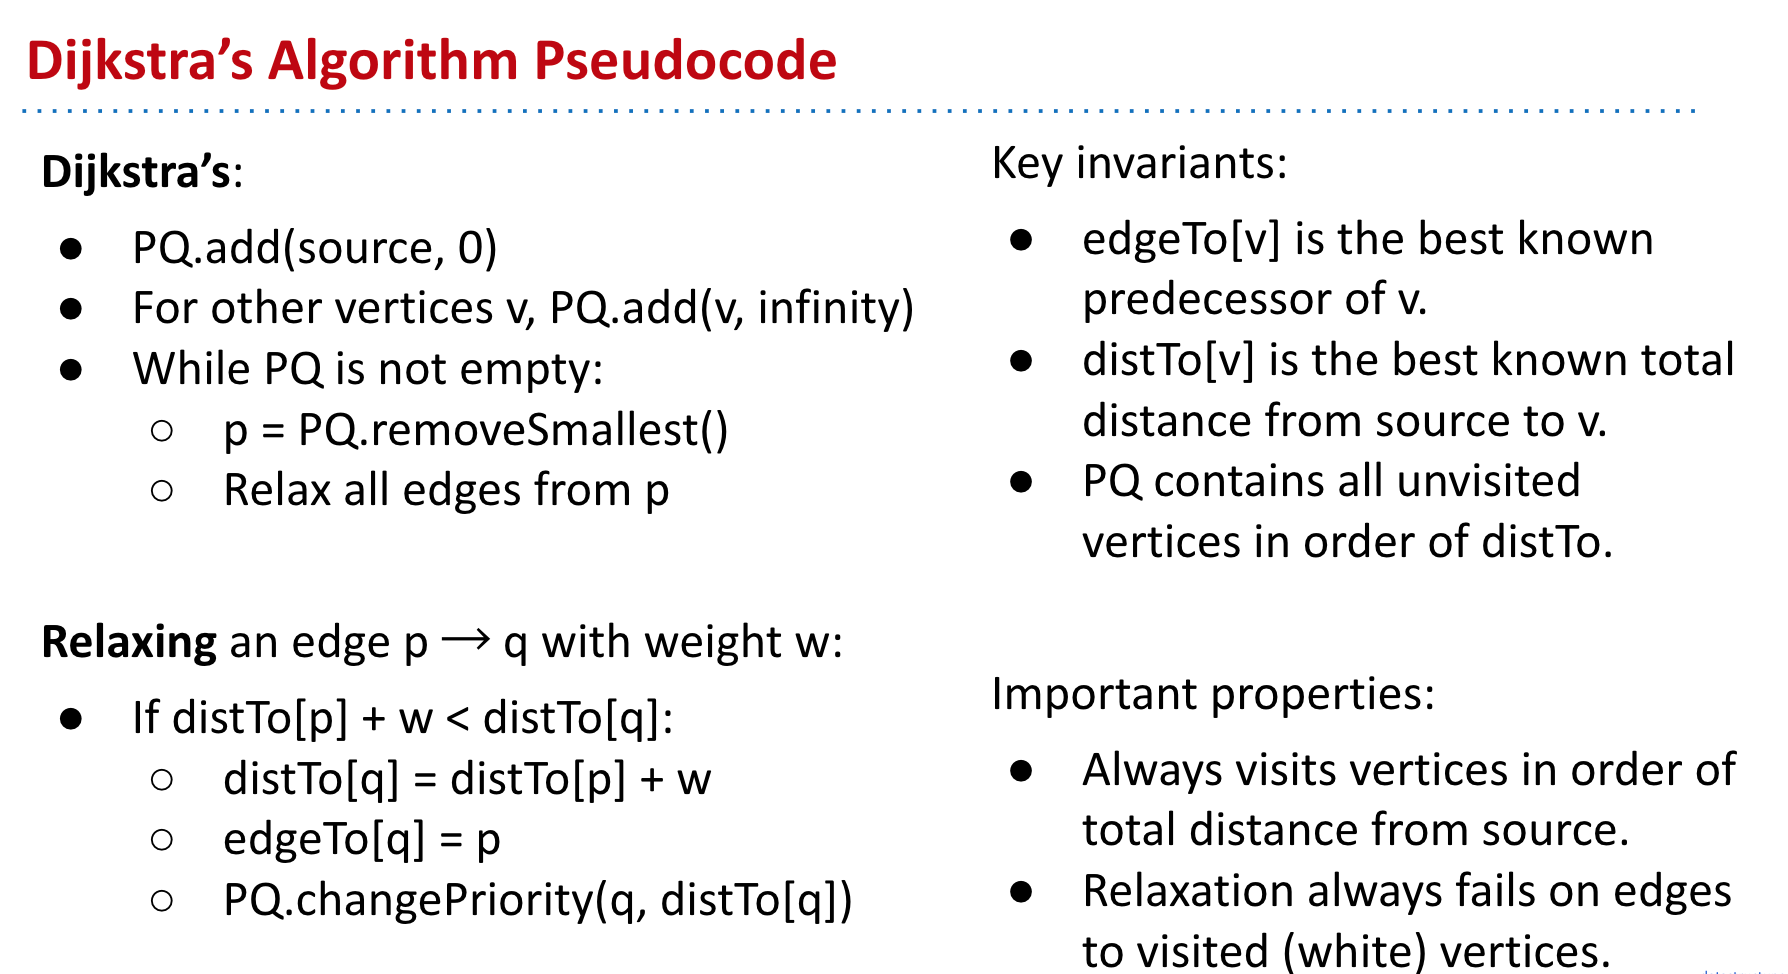 Dijkstra’s Algorithm Pseudocode
Dijkstra’s:
● PQ.add(source, 0)
● For other vertices v, PQ.add(v, infinity)
● While PQ is not empty:
○ p = PQ.removeSmallest()
○ Relax all edges from p
Relaxing an edge p → q with weight w:
● If distTo[p] + w < distTo[q]:
○ distTo[q] = distTo[p] + w
○ edgeTo[q] = p
○ PQ.changePriority(q, distTo[q])
Key invariants:
● edgeTo[v] is the best known
predecessor of v.
● distTo[v] is the best known total
distance from source to v.
● PQ contains all unvisited
vertices in order of distTo.
Important properties:
● Always visits vertices in order of
total distance from source.
● Relaxation always fails on edges
to visited (white) vertices.